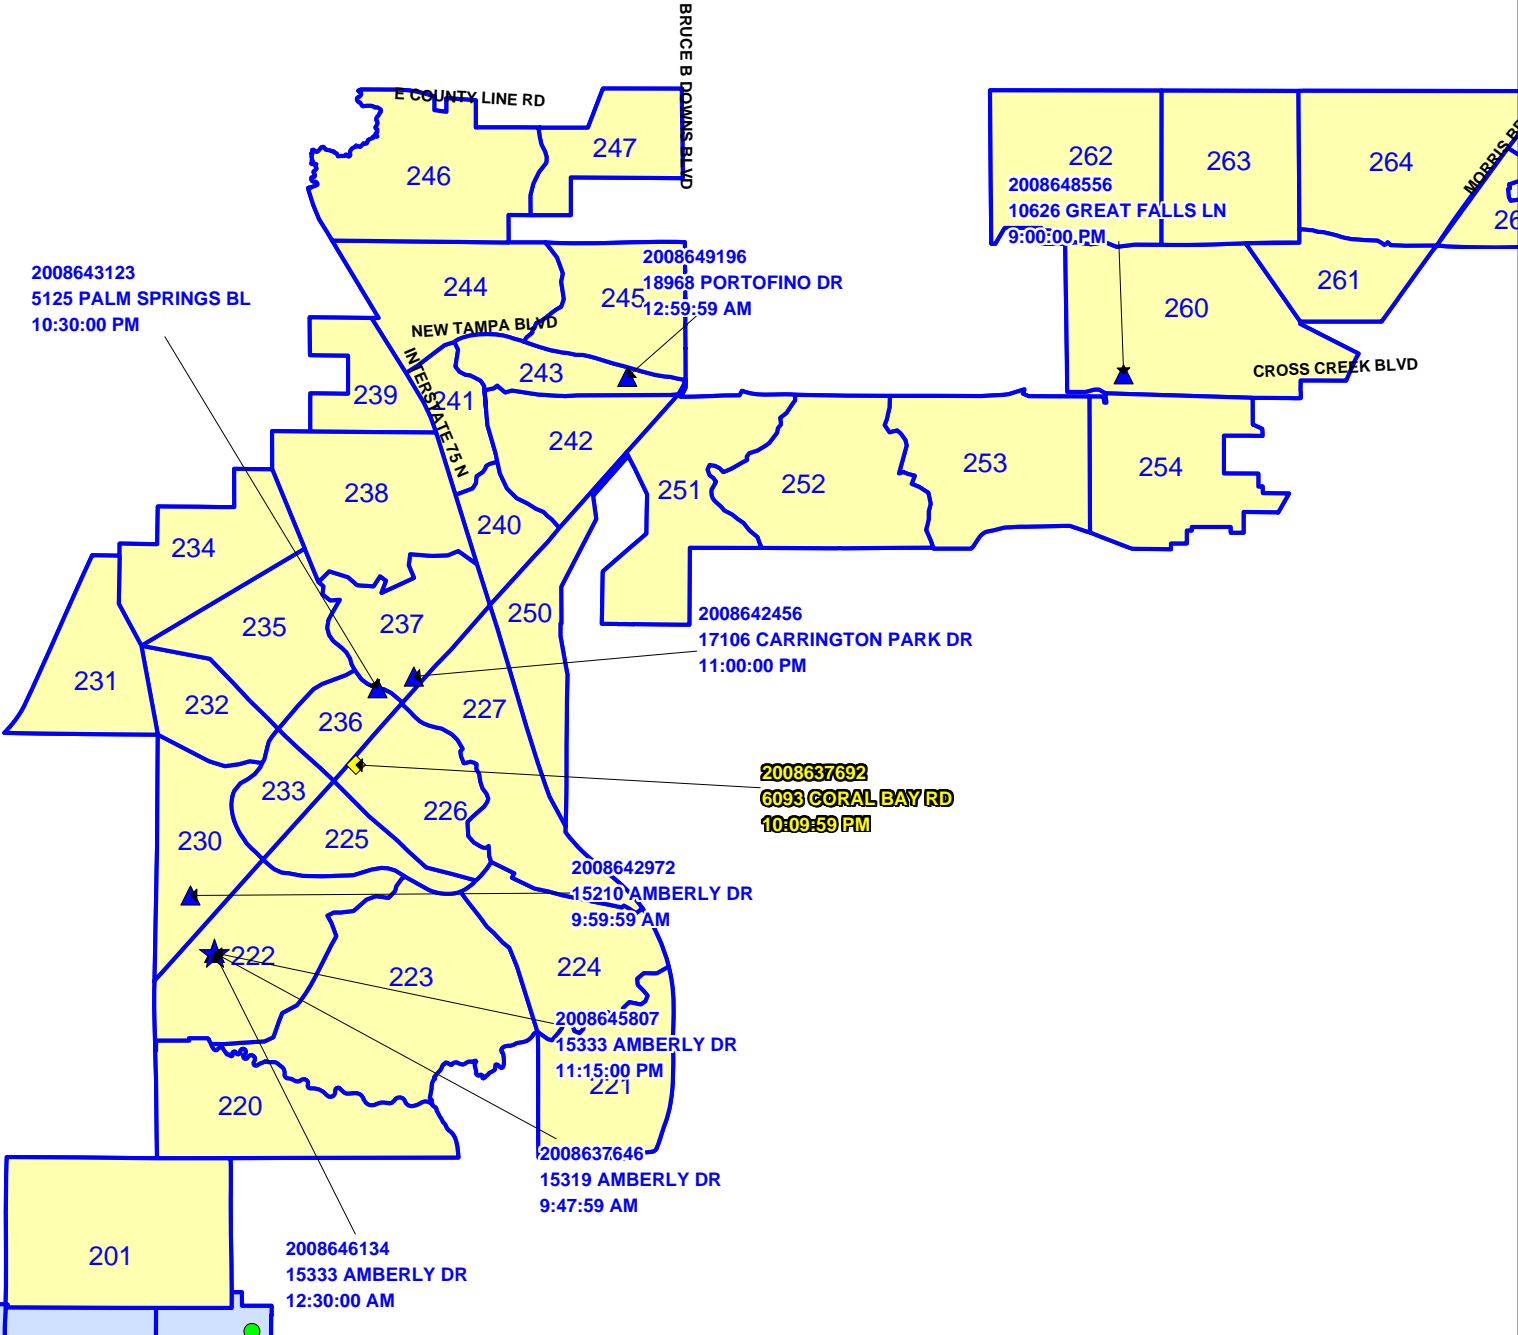 BRUCE B DOWNS BLVD
E COUNTY LINE RD
247
246
262
263
264
MORRIS
2008648556
10626 GREAT FALLS LN
9:00:00 PM
2008643123
5125 PALM SPRINGS BL
10:30:00 PM
244
245
2008649196
18968 PORTOFINO DR
12:59:59 AM
261
260
NEW TAMPA BLVD
INTERSTATE 75 N
243
CROSS CREEK BLVD
239
241
242
238
251
252
253
254
240
234
250
235
237
2008642456
17106 CARRINGTON PARK DR
11:00:00 PM
231
232
236
227
2008637692
6093 CORAL BAY RD
10:09:59 PM
233
226
230
225
2008642972
15210 AMBERLY DR
9:59:59 AM
222
223
224
2008645807
15333 AMBERLY DR
11:15:00 PM
221
220
2008637646
15319 AMBERLY DR
9:47:59 AM
201
2008646134
15333 AMBERLY DR
12:30:00 AM